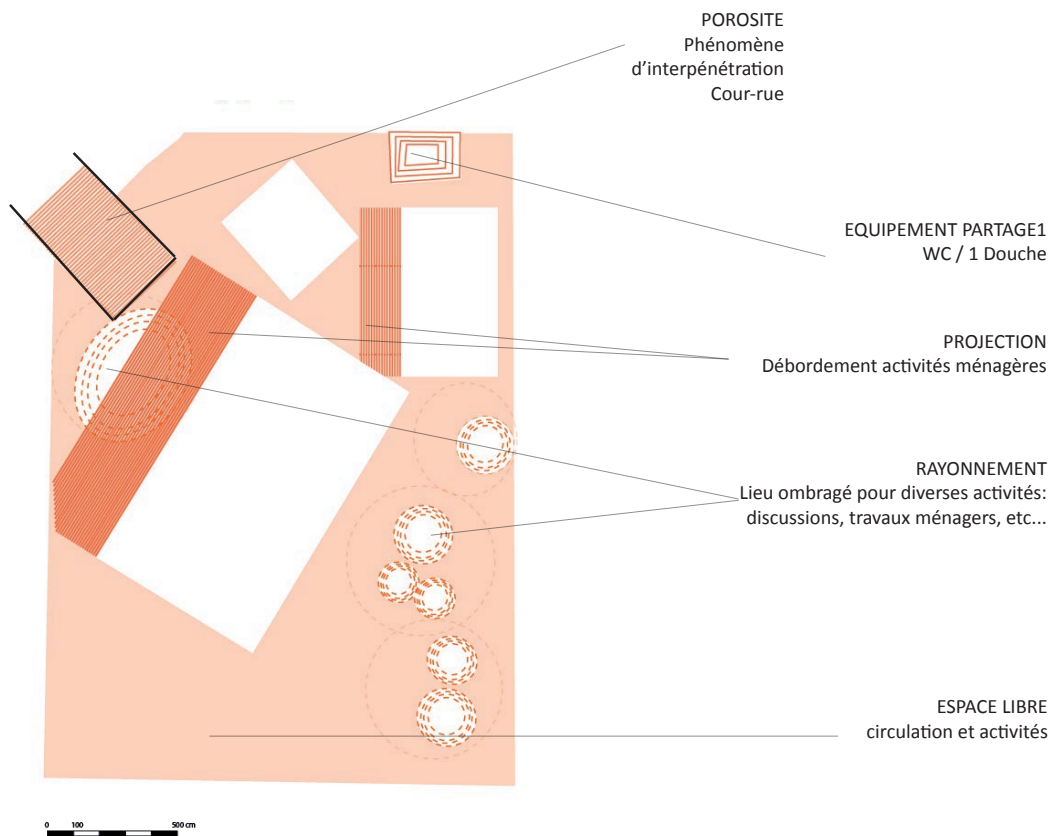 POROSITE
Phénomène
d'interpénétration
Cour-rue
EQUIPEMENT PARTAGE1
WC / 1 Douche
PROJECTION
Débordement activités ménagères
RAYONNEMENT
Lieu ombragé pour diverses activités:
discussions, travaux ménagers, etc...
ESPACE LIBRE
circulation et activités
0 100 500 cm